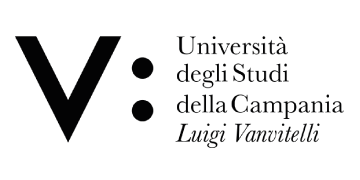 V:
Università
degli Studi
della Campania
Luigi Vanvitelli